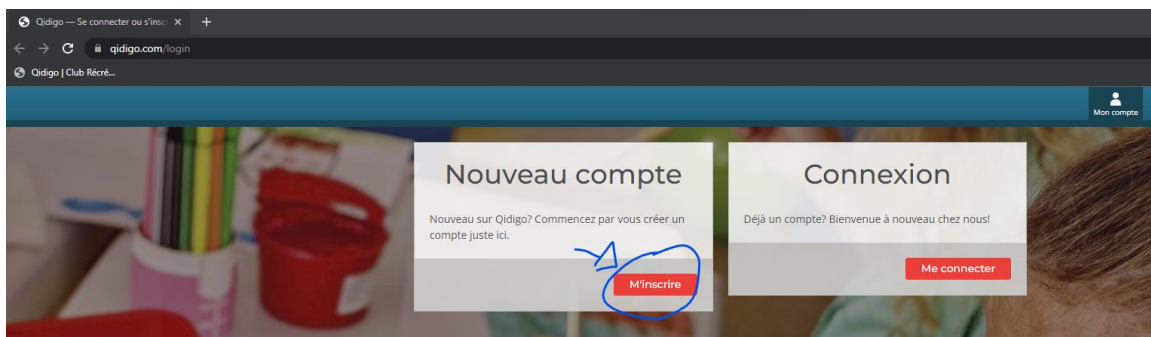 Qidigo — Se connecter ou s'insc
qidigo.com/login
Qidigo | Club Récré...
Mon compte
Nouveau compte
Nouveau sur Qidigo? Commencez par vous créer un
compte juste ici.
M'inscrire
Connexion
Déjà un compte? Bienvenue à nouveau chez nous!
Me connecter